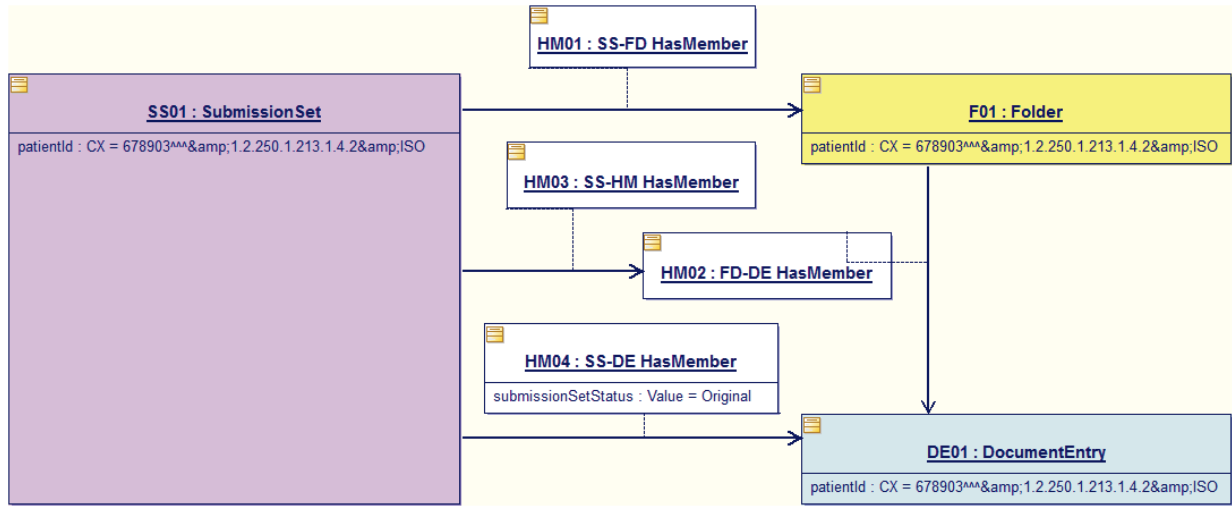 HM01 : SS-FD HasMember
SS01 : SubmissionSet
patientId : CX = 678903^^^&amp;1.2.250.1.213.1.4.2&amp;ISO
F01 : Folder
patientId : CX = 678903^^^&amp;1.2.250.1.213.1.4.2&amp;ISO
HM03 : SS-HM HasMember
HM02 : FD-DE HasMember
HM04 : SS-DE HasMember
submissionSetStatus : Value = Original
DE01 : DocumentEntry
patientId : CX = 678903^^^&amp;1.2.250.1.213.1.4.2&amp;ISO